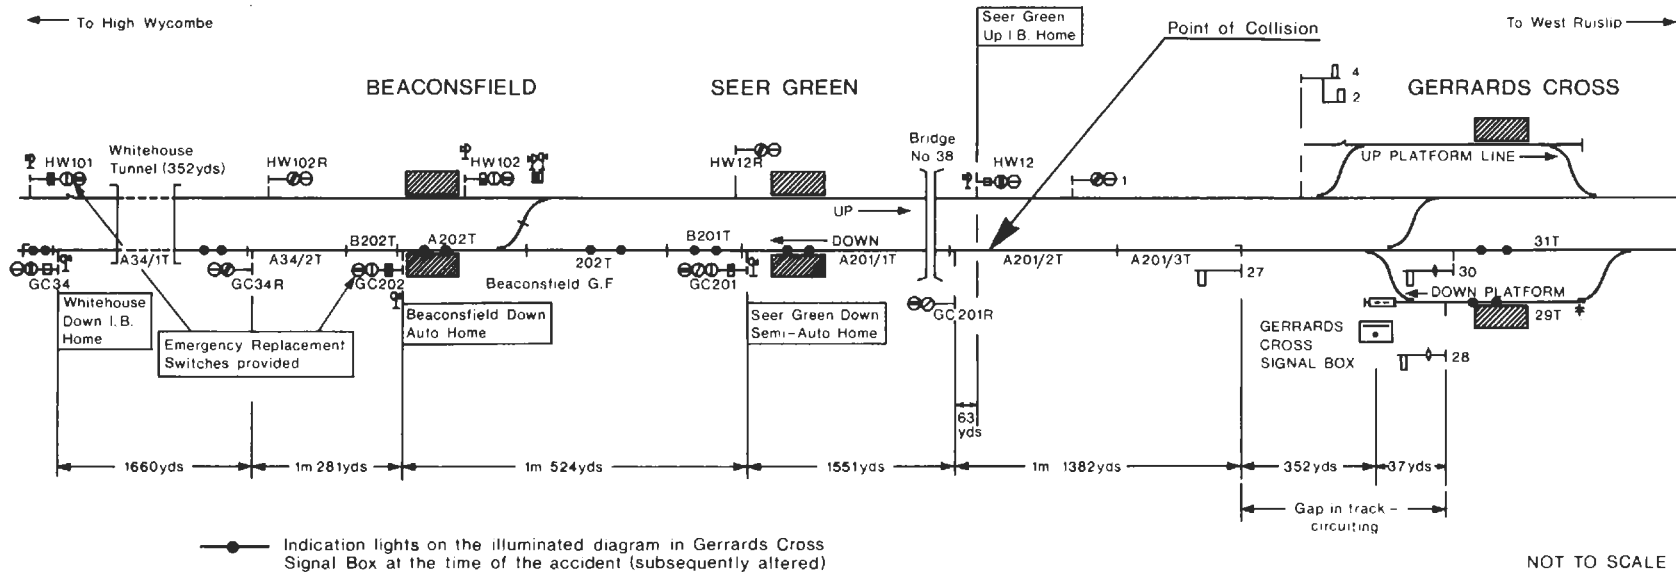 To High Wycombe
Seer Green
Up I.B. Home
Point of Collision
To West Ruislip
BEACONSFIELD
SEER GREEN
GERRARDS CROSS
4
2
HW101
Whitehouse
Tunnel (352yds)
HW102R
HW102
HW12R
Bridge
No 38
HW12
1
UP PLATFORM LINE
UP
DOWN
A34/1T
A34/2T
B202T
A202T
202T
B201T
A201/1T
A201/2T
A201/3T
31T
GC34
GC34R
GC202
Beaconsfield G.F
GC201
GC201R
27
30
DOWN PLATFORM
29T
Whitehouse
Down I.B.
Home
Emergency Replacement
Switches provided
Beaconsfield Down
Auto Home
Seer Green Down
Semi-Auto Home
GERRARDS
CROSS
SIGNAL BOX
28
63
yds
1660yds
1m 281yds
1m 524yds
1551yds
1m 1382yds
352yds
37yds
Gap in track-
circuiting
Indication lights on the illuminated diagram in Gerrards Cross
Signal Box at the time of the accident (subsequently altered)
NOT TO SCALE